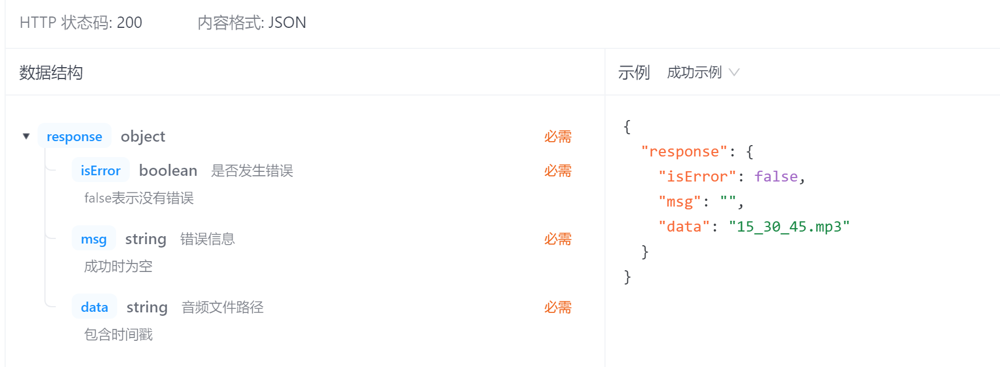 HTTP 状态码: 200 内容格式: JSON
数据结构
示例 成功示例
response object 必需
isError boolean 是否发生错误 必需
false表示没有错误
msg string 错误信息 必需
成功时为空
data string 音频文件路径 必需
包含时间戳
{
"response": {
"isError": false,
"msg": "",
"data": "15_30_45.mp3"
}
}